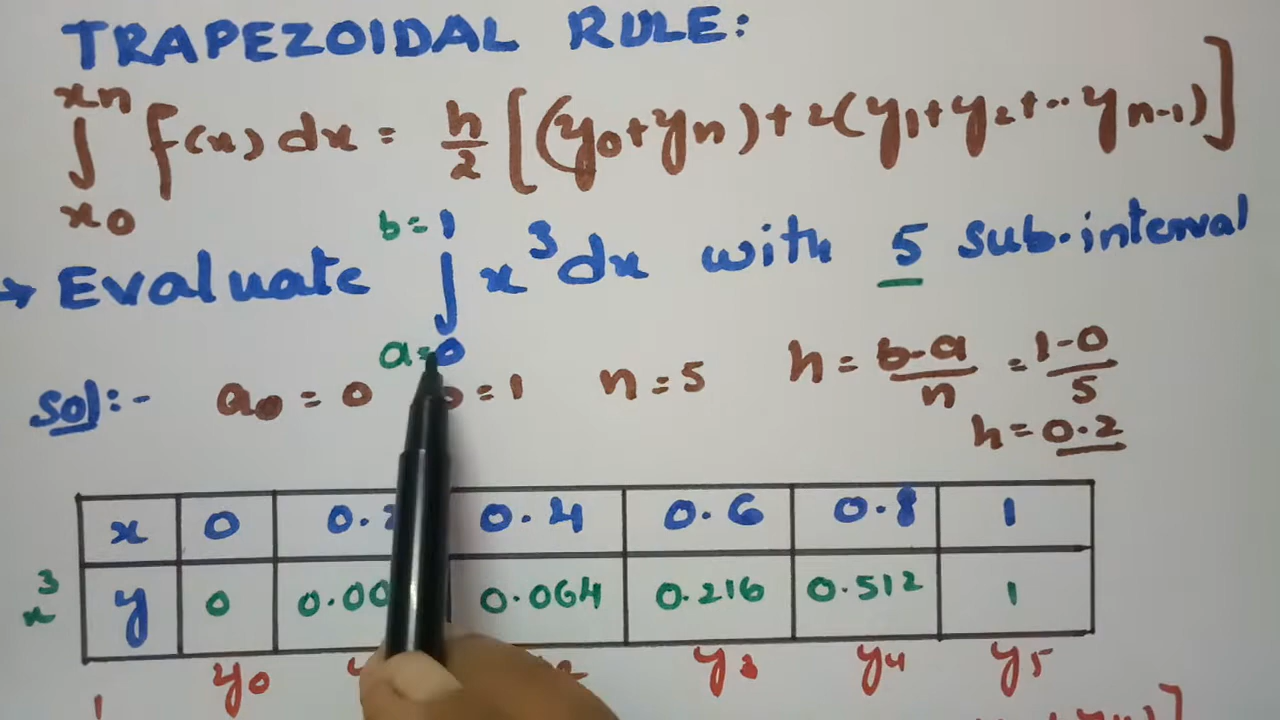 TRAPEZOIDAL RULE:
∫ xn x0 f(x) dx = h/2 [(y0+yn)+2(y1+y2+..yn-1)]
→ Evaluate b=1 ∫ a=0 x³dx with 5 sub.interval
Sol:- a0 = 0 = 1 n = 5 h = b-a/n = 1-0/5
h = 0.2
x 0 0.4 0.6 0.8 1
x³ y 0 0.064 0.216 0.512 1
y0 y3 y4 y5